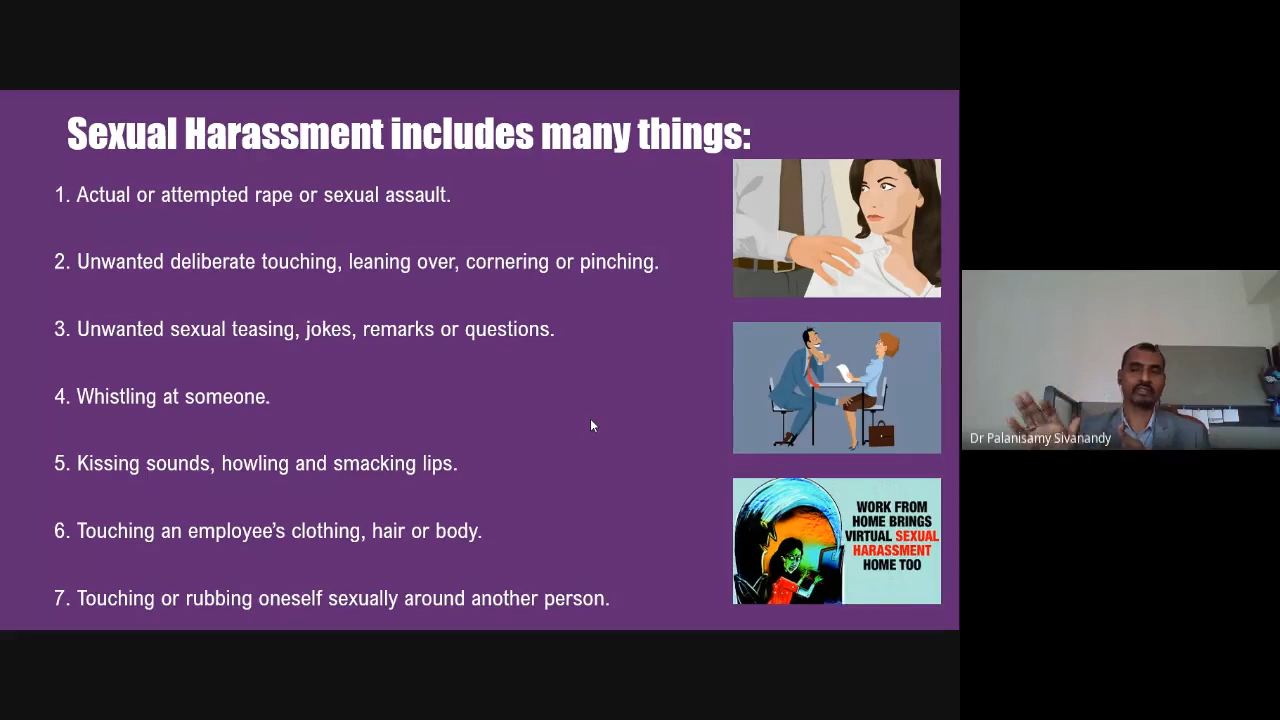 Sexual Harassment includes many things:
1. Actual or attempted rape or sexual assault.
2. Unwanted deliberate touching, leaning over, cornering or pinching.
3. Unwanted sexual teasing, jokes, remarks or questions.
4. Whistling at someone.
5. Kissing sounds, howling and smacking lips.
6. Touching an employee’s clothing, hair or body.
7. Touching or rubbing oneself sexually around another person.
WORK FROM
HOME BRINGS
VIRTUAL SEXUAL
HARASSMENT
HOME TOO
Dr Palanisamy Sivanandy